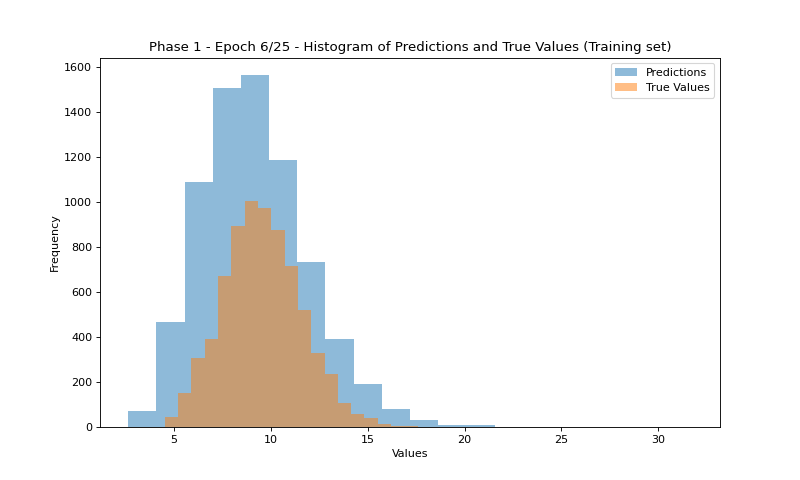 Phase 1 - Epoch 6/25 - Histogram of Predictions and True Values (Training set)
Predictions
True Values
1600
1400
1200
1000
800
600
400
200
0
Frequency
5 10 15 20 25 30
Values